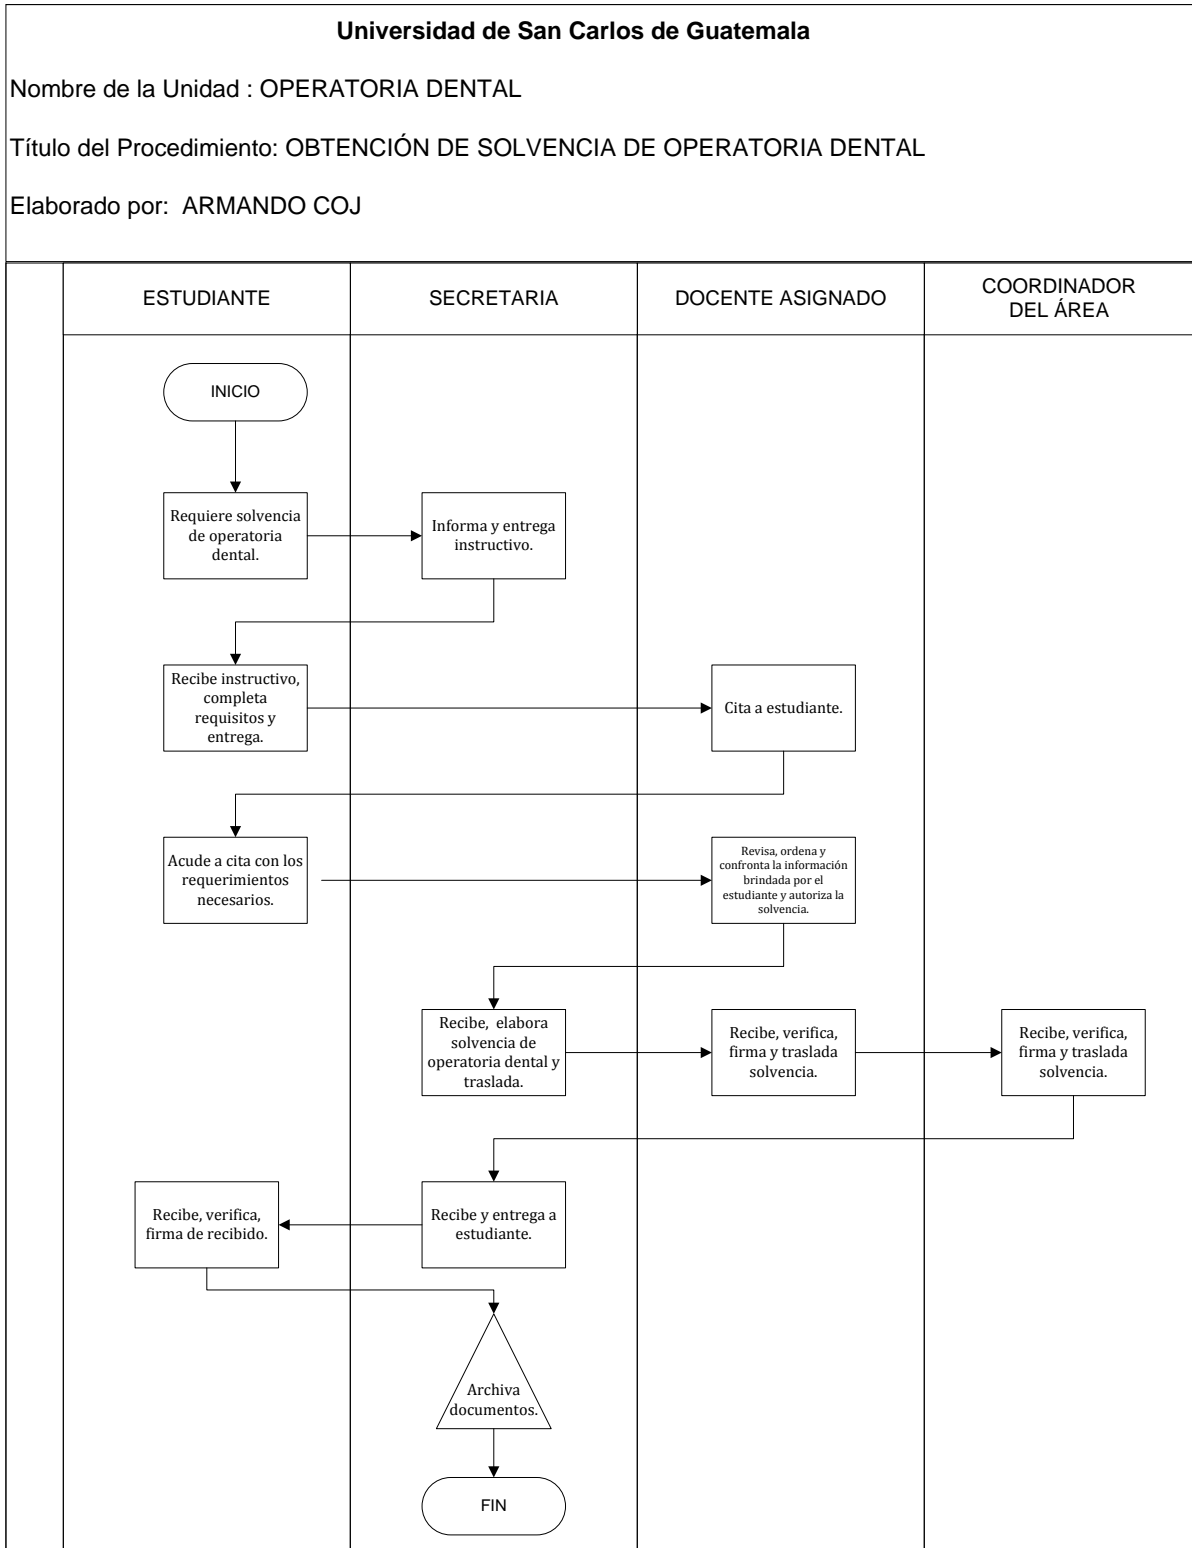 Universidad de San Carlos de Guatemala
Nombre de la Unidad : OPERATORIA DENTAL
Título del Procedimiento: OBTENCIÓN DE SOLVENCIA DE OPERATORIA DENTAL
Elaborado por: ARMANDO COJ
ESTUDIANTE
SECRETARIA
DOCENTE ASIGNADO
COORDINADOR
DEL ÁREA
INICIO
Requiere solvencia
de operatoria
dental.
Informa y entrega
instructivo.
Recibe instructivo,
completa
requisitos y
entrega.
Cita a estudiante.
Acude a cita con los
requerimientos
necesarios.
Revisa, ordena y
confronta la información
brindada por el
estudiante y autoriza la
solvencia.
Recibe, elabora
solvencia de
operatoria dental y
traslada.
Recibe, verifica,
firma y traslada
solvencia.
Recibe, verifica,
firma y traslada
solvencia.
Recibe, verifica,
firma de recibido.
Recibe y entrega a
estudiante.
Archiva
documentos.
FIN